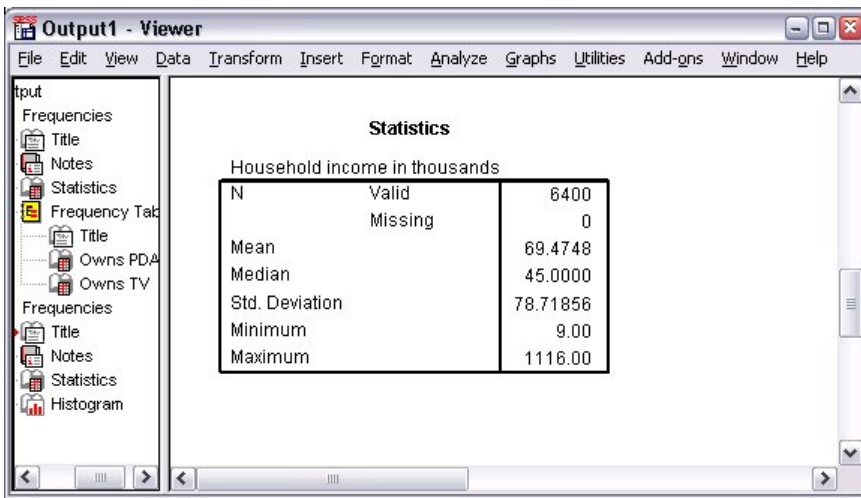 Output1 - Viewer
File Edit View Data Transform Insert Format Analyze Graphs Utilities Add-ons Window Help
tput
Frequencies
Title
Notes
Statistics
Frequency Tab
Title
Owns PDA
Owns TV
Frequencies
Title
Notes
Statistics
Histogram
Statistics
Household income in thousands
N Valid 6400
Missing 0
Mean 69.4748
Median 45.0000
Std. Deviation 78.71856
Minimum 9.00
Maximum 1116.00